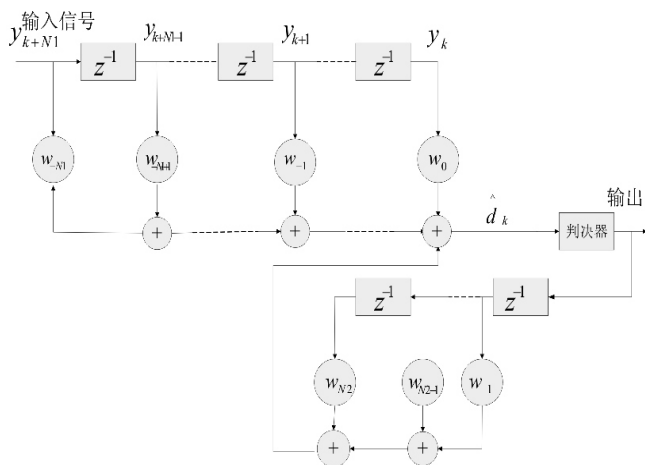 输入信号
y_{k+N1} y_{k+N1-1} y_{k+1} y_k
z^{-1} z^{-1} z^{-1}
w_{-N1} w_{-N1+1} w_{-1} w_0
+ + +
\hat{d}_k 判决器 输出
z^{-1} z^{-1}
w_{N2} w_{N2-1} w_1
+ +